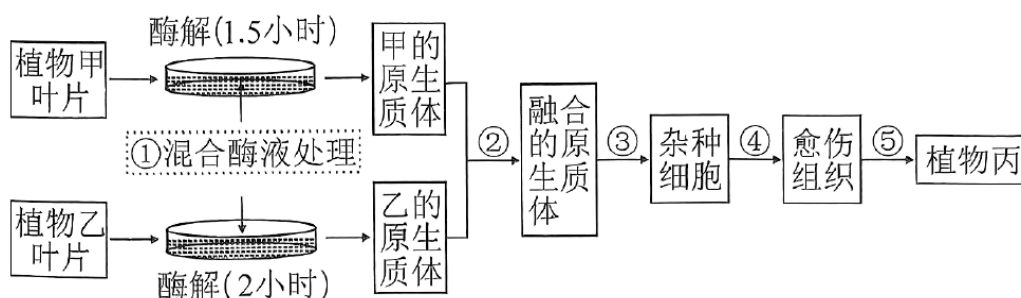 酶解(1.5小时)
植物甲
叶片
甲的
原生
质体
①混合酶液处理
②
融合
的原
生质
体
③
杂种
细胞
④
愈伤
组织
⑤
植物丙
植物乙
叶片
乙的
原生
质体
酶解(2小时)